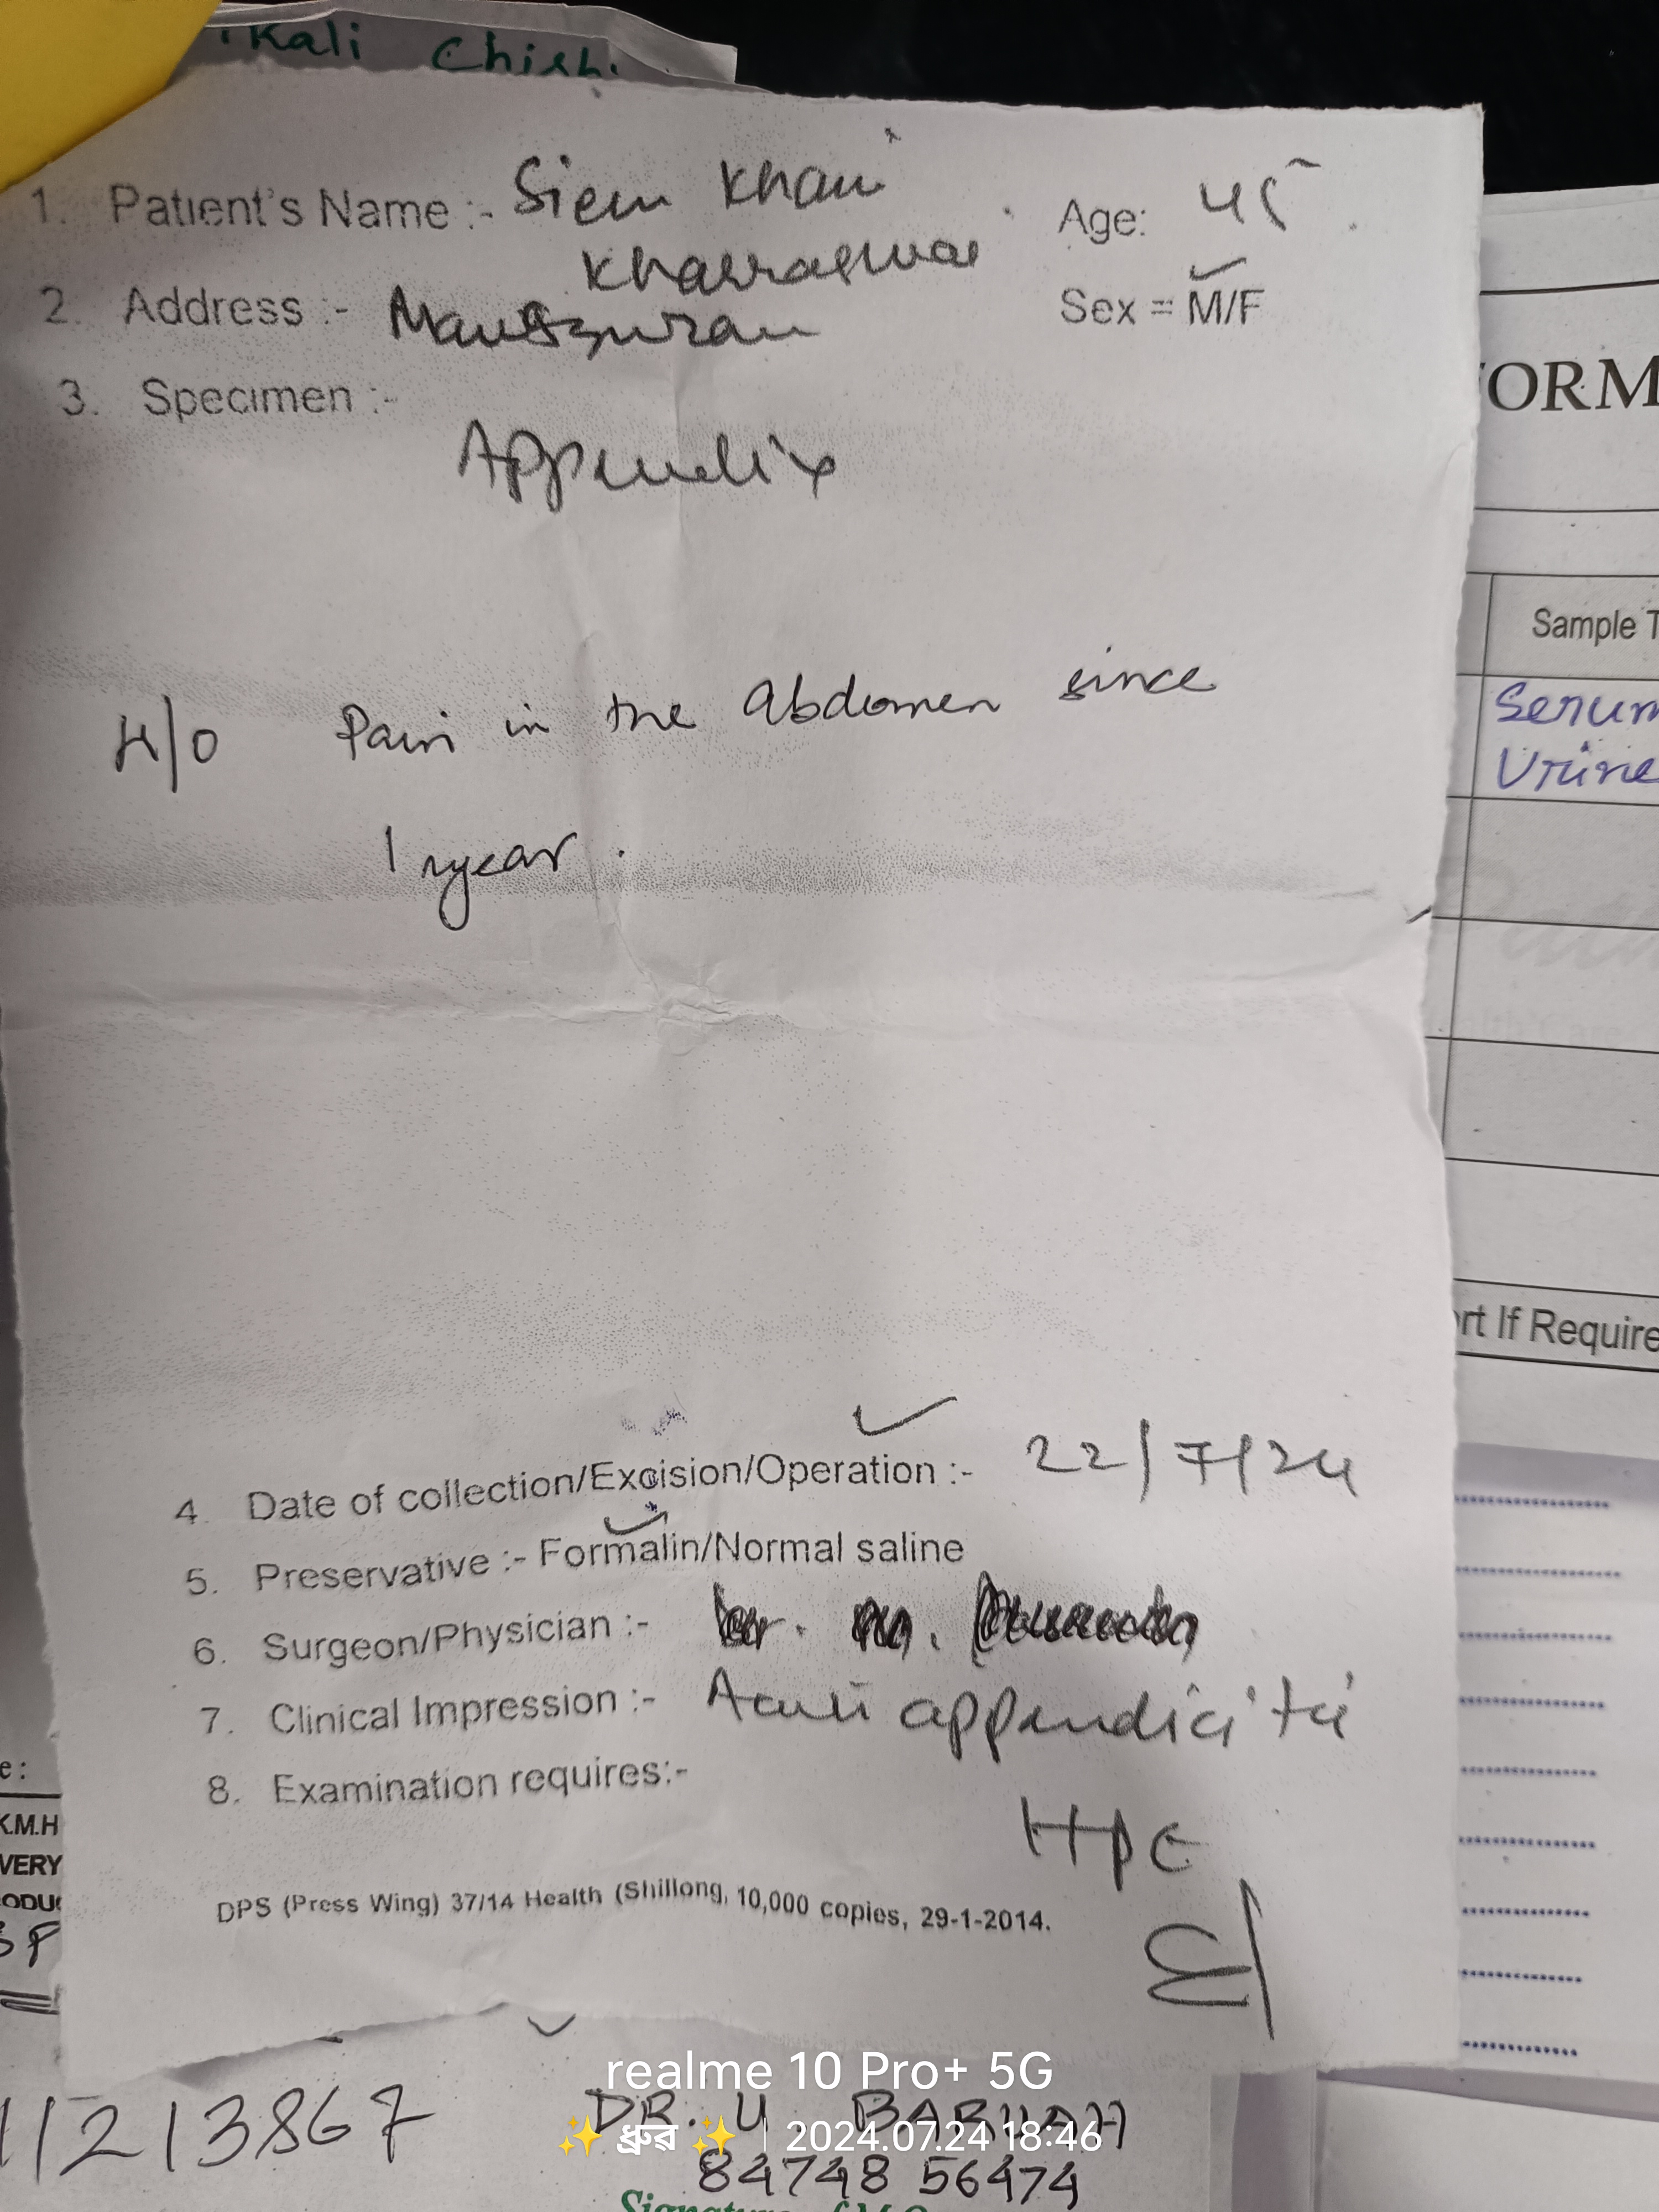 Kali Chish
1. Patient's Name :- Siem Khar Age: 45
Kharraswae
2. Address :- Sex = M/F
3. Specimen :-
Appendix
H/O Pain in the abdomen since
1 year.
4. Date of collection/Excision/Operation :- 22/7/24
5. Preservative :- Formalin/Normal saline
6. Surgeon/Physician :-
7. Clinical Impression :- Acute appendicitis
8. Examination requires:-
HPE
DPS (Press Wing) 37/14 Health (Shillong, 10,000 copies, 29-1-2014.
ORM
Sample T
Serum
Urine
rt If Require
e :
K.M.H
VERY
ODU
realme 10 Pro+ 5G
11213867 DR. U. BARUAH
✨ ধ্ৰুৱ ✨ | 2024.07.24 18:46
84748 56474